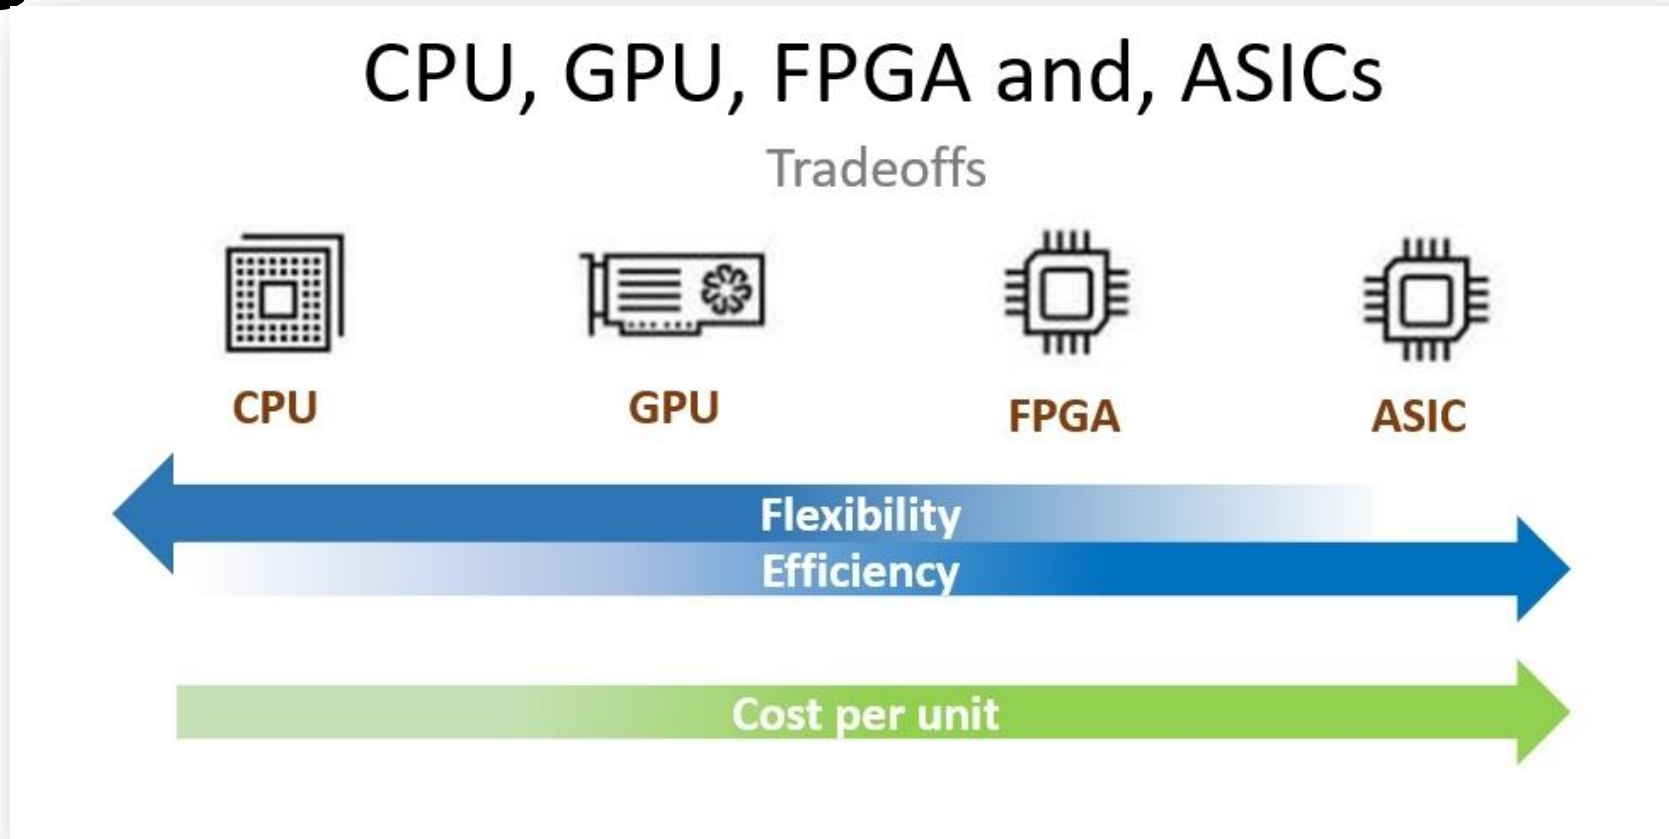 CPU, GPU, FPGA and, ASICs
Tradeoffs
CPU
GPU
FPGA
ASIC
Flexibility
Efficiency
Cost per unit